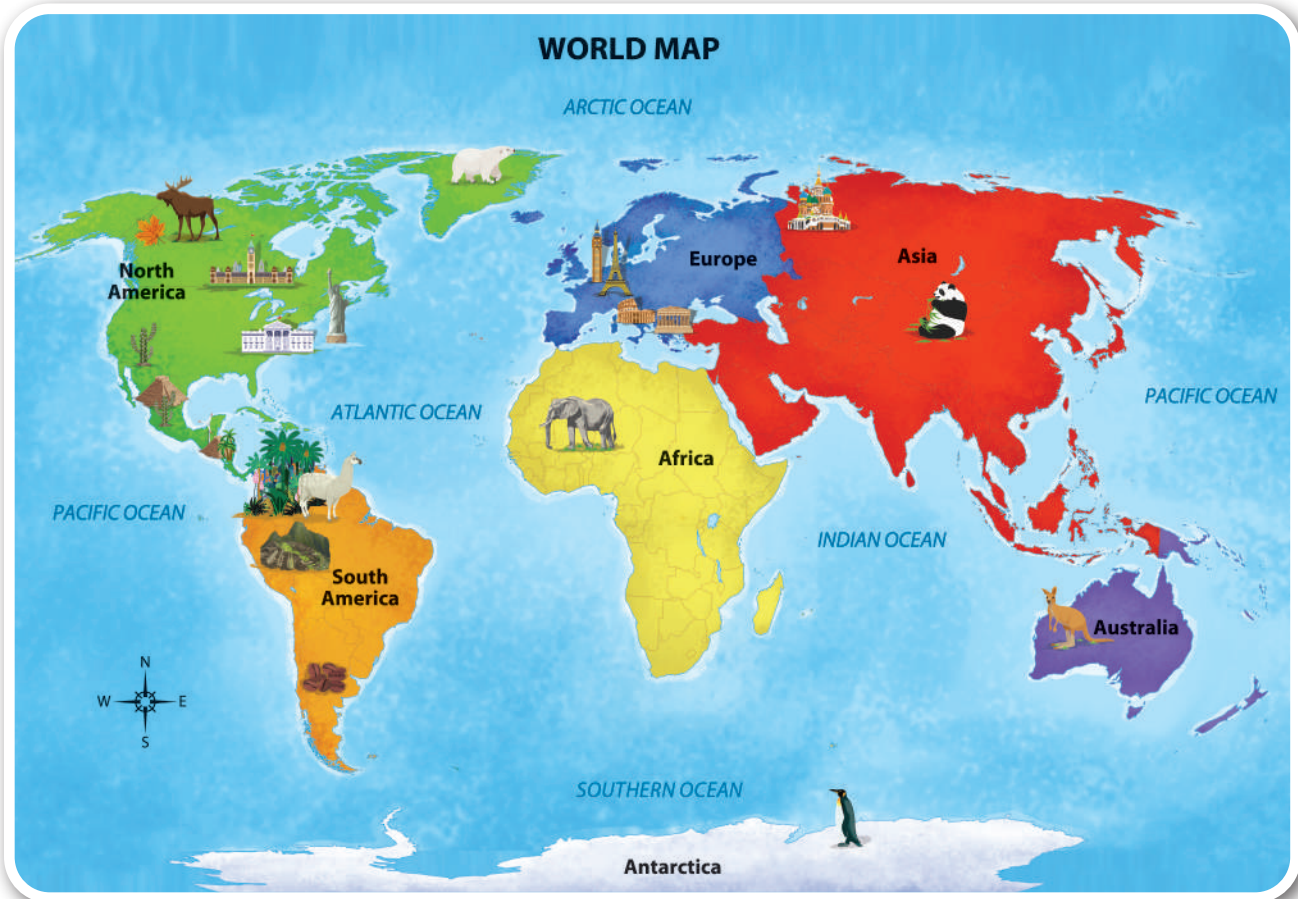 WORLD MAP
ARCTIC OCEAN
North
America
Europe
Asia
ATLANTIC OCEAN
PACIFIC OCEAN
Africa
PACIFIC OCEAN
INDIAN OCEAN
South
America
Australia
N
W E
S
SOUTHERN OCEAN
Antarctica